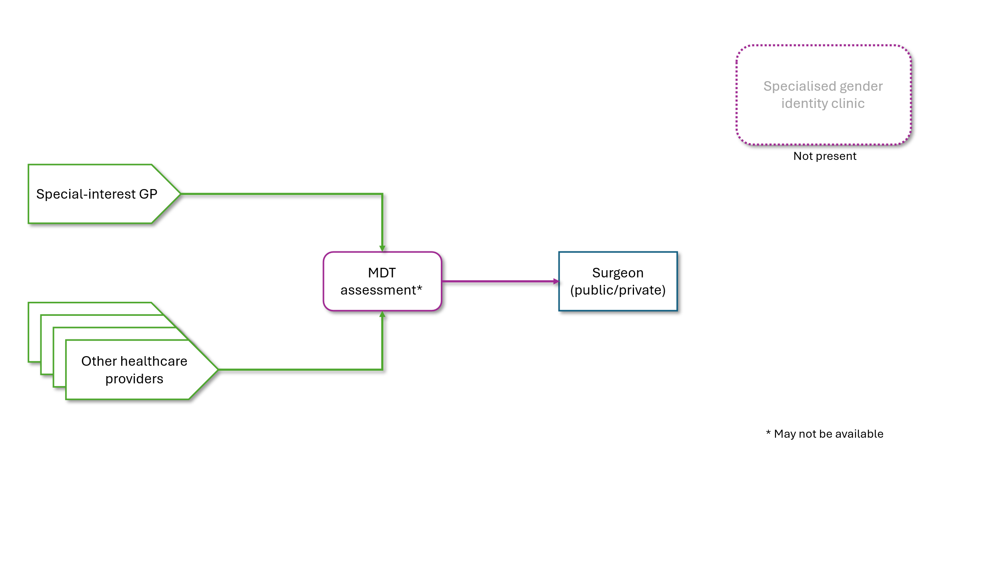 Specialised gender
identity clinic
Not present
Special-interest GP
MDT
assessment*
Surgeon
(public/private)
Other healthcare
providers
* May not be available